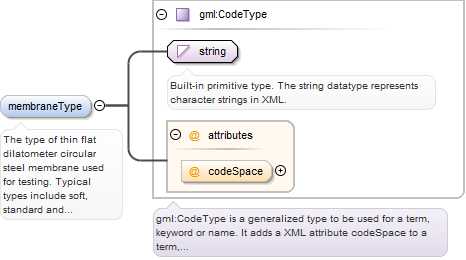 gml:CodeType
string
Built-in primitive type. The string datatype represents
character strings in XML.
membraneType
The type of thin flat
dilatometer circular
steel membrane used
for testing. Typical
types include soft,
standard and...
@ attributes
@ codeSpace
gml:CodeType is a generalized type to be used for a term,
keyword or name. It adds a XML attribute codeSpace to a
term,...